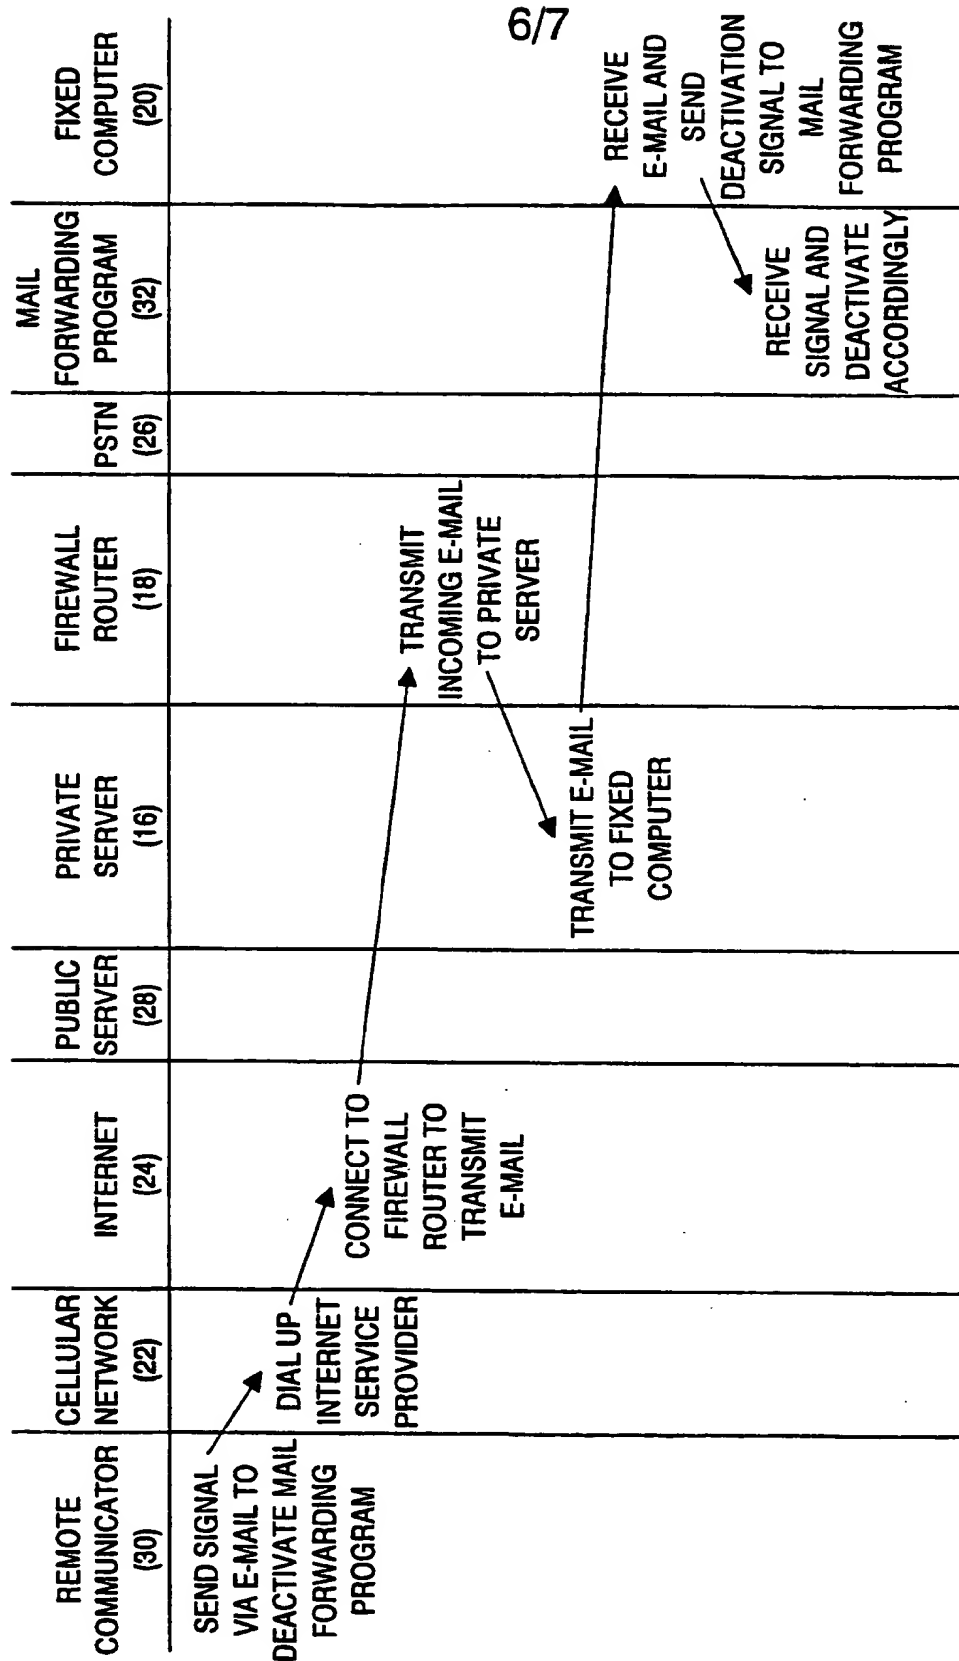 6/7
REMOTE
COMMUNICATOR
(30)
CELLULAR
NETWORK
(22)
INTERNET
(24)
PUBLIC
SERVER
(28)
PRIVATE
SERVER
(16)
FIREWALL
ROUTER
(18)
PSTN
(26)
MAIL
FORWARDING
PROGRAM
(32)
FIXED
COMPUTER
(20)
SEND SIGNAL
VIA E-MAIL TO
DEACTIVATE MAIL
FORWARDING
PROGRAM
DIAL UP
INTERNET
SERVICE
PROVIDER
CONNECT TO
FIREWALL
ROUTER TO
TRANSMIT
E-MAIL
TRANSMIT
INCOMING E-MAIL
TO PRIVATE
SERVER
TRANSMIT E-MAIL
TO FIXED
COMPUTER
RECEIVE
E-MAIL AND
SEND
DEACTIVATION
SIGNAL TO
MAIL
FORWARDING
PROGRAM
RECEIVE
SIGNAL AND
DEACTIVATE
ACCORDINGLY